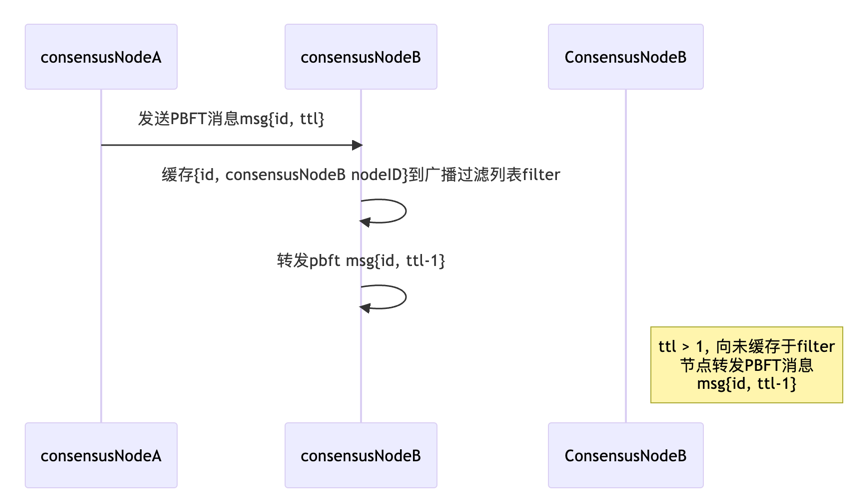 consensusNodeA
consensusNodeB
ConsensusNodeB
发送PBFT消息msg{id, ttl}
缓存{id, consensusNodeB nodeID}到广播过滤列表filter
转发pbft msg{id, ttl-1}
ttl > 1, 向未缓存于filter
节点转发PBFT消息
msg{id, ttl-1}
consensusNodeA
consensusNodeB
ConsensusNodeB